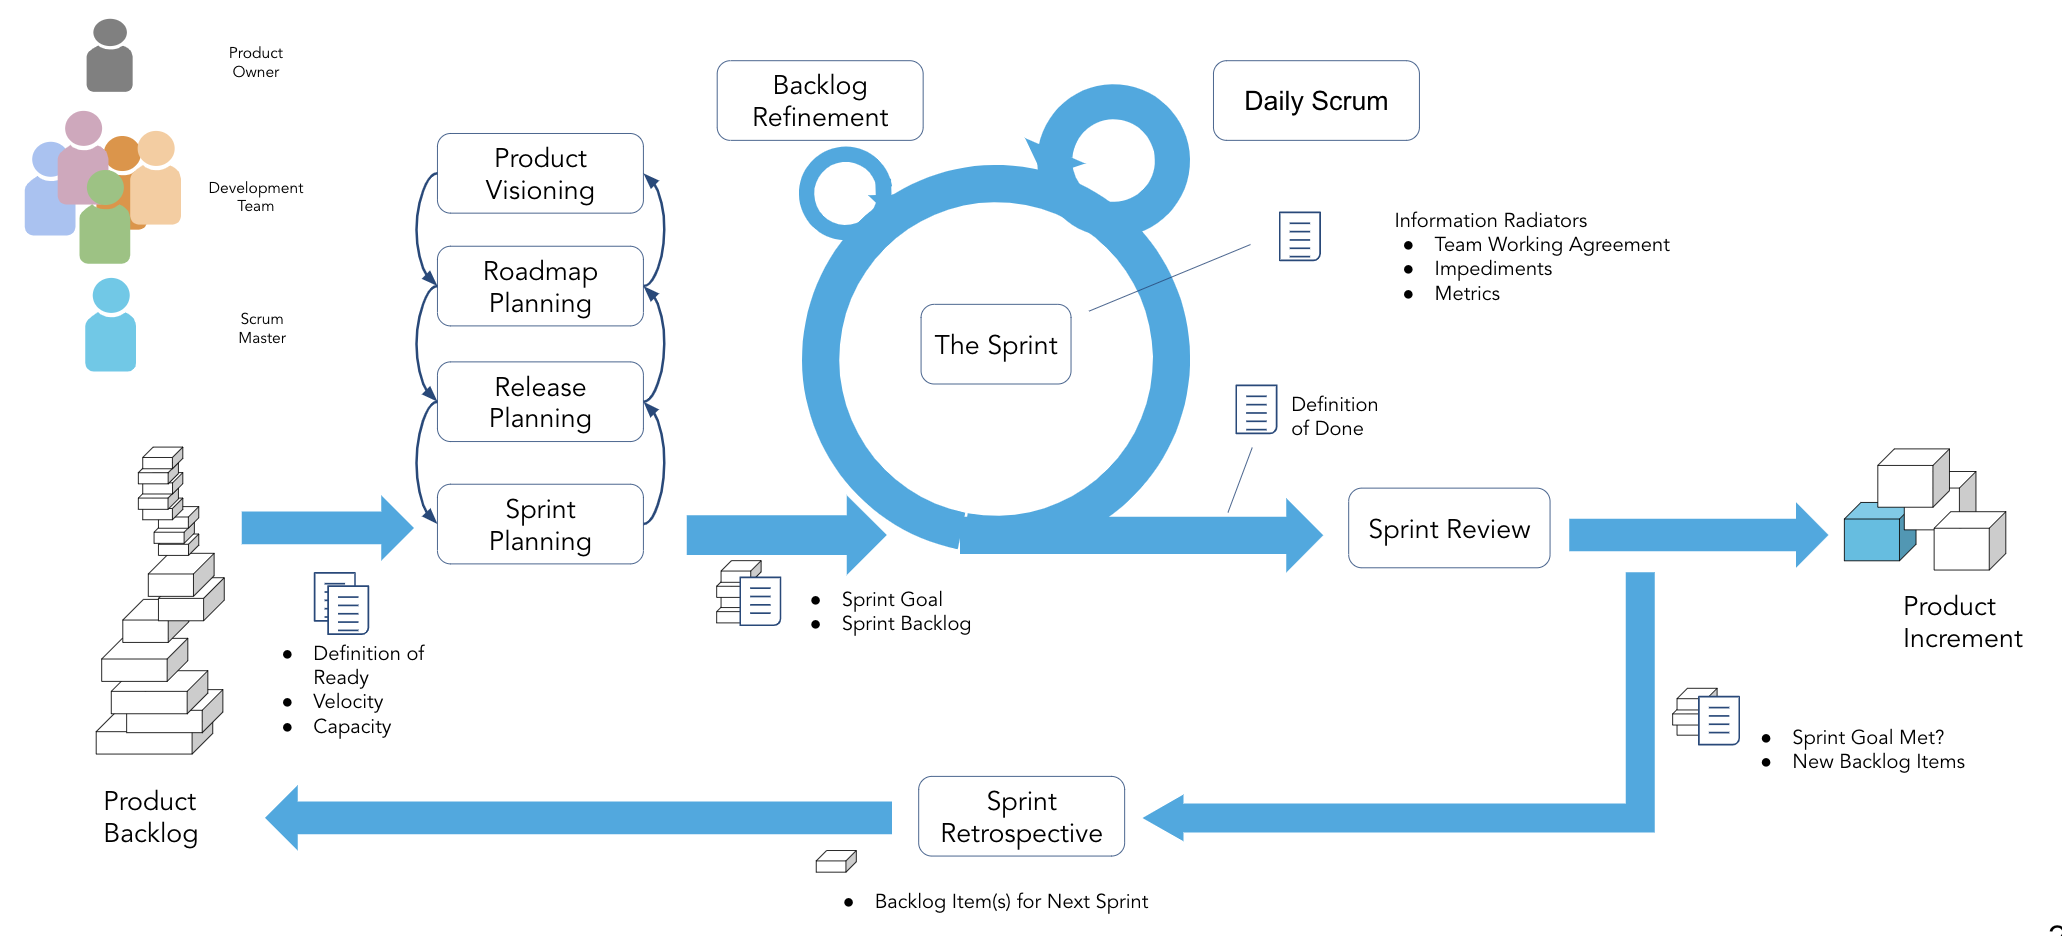 Product
Owner
Development
Team
Scrum
Master
Product
Visioning
Roadmap
Planning
Release
Planning
Sprint
Planning
Backlog
Refinement
Daily Scrum
The Sprint
Information Radiators
● Team Working Agreement
● Impediments
● Metrics
Definition
of Done
Sprint Review
Product
Increment
● Definition of
Ready
● Velocity
● Capacity
● Sprint Goal
● Sprint Backlog
● Sprint Goal Met?
● New Backlog Items
Product
Backlog
Sprint
Retrospective
● Backlog Item(s) for Next Sprint